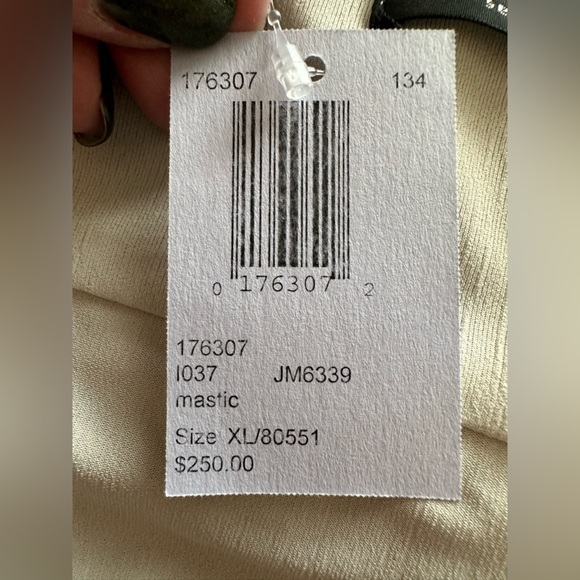 176307 134
0 176307 2
176307
I037 JM6339
mastic
Size XL/80551
$250.00